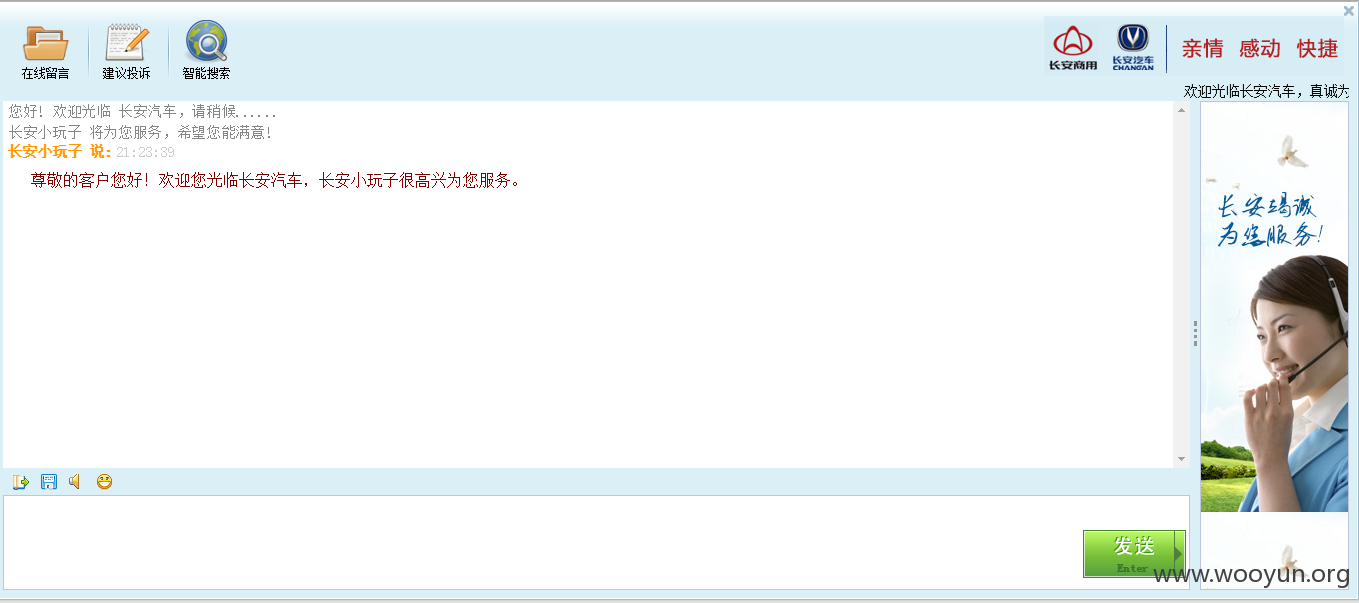 在线留言
建议投诉
智能搜索
长安商用
长安汽车
CHANGAN
亲情 感动 快捷
欢迎光临长安汽车，真诚为
您好！欢迎光临 长安汽车，请稍候......
长安小玩子 将为您服务，希望您能满意！
长安小玩子 说：21:23:39
尊敬的客户您好！欢迎您光临长安汽车，长安小玩子很高兴为您服务。
长安竭诚
为您服务！
发送
Enter
www.wooyun.org